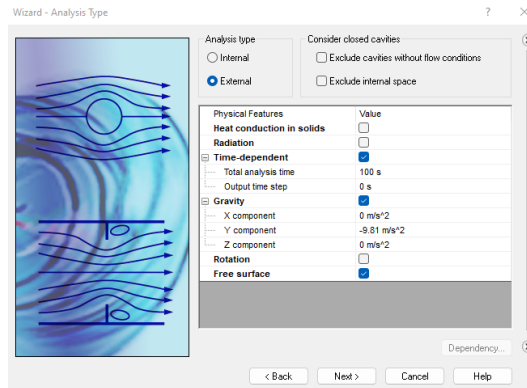 Wizard - Analysis Type ? ×
Analysis type
Internal
External
Consider closed cavities
Exclude cavities without flow conditions
Exclude internal space
Physical Features Value
Heat conduction in solids
Radiation
Time-dependent
Total analysis time 100 s
Output time step 0 s
Gravity
X component 0 m/s^2
Y component -9.81 m/s^2
Z component 0 m/s^2
Rotation
Free surface
Dependency...
< Back Next > Cancel Help